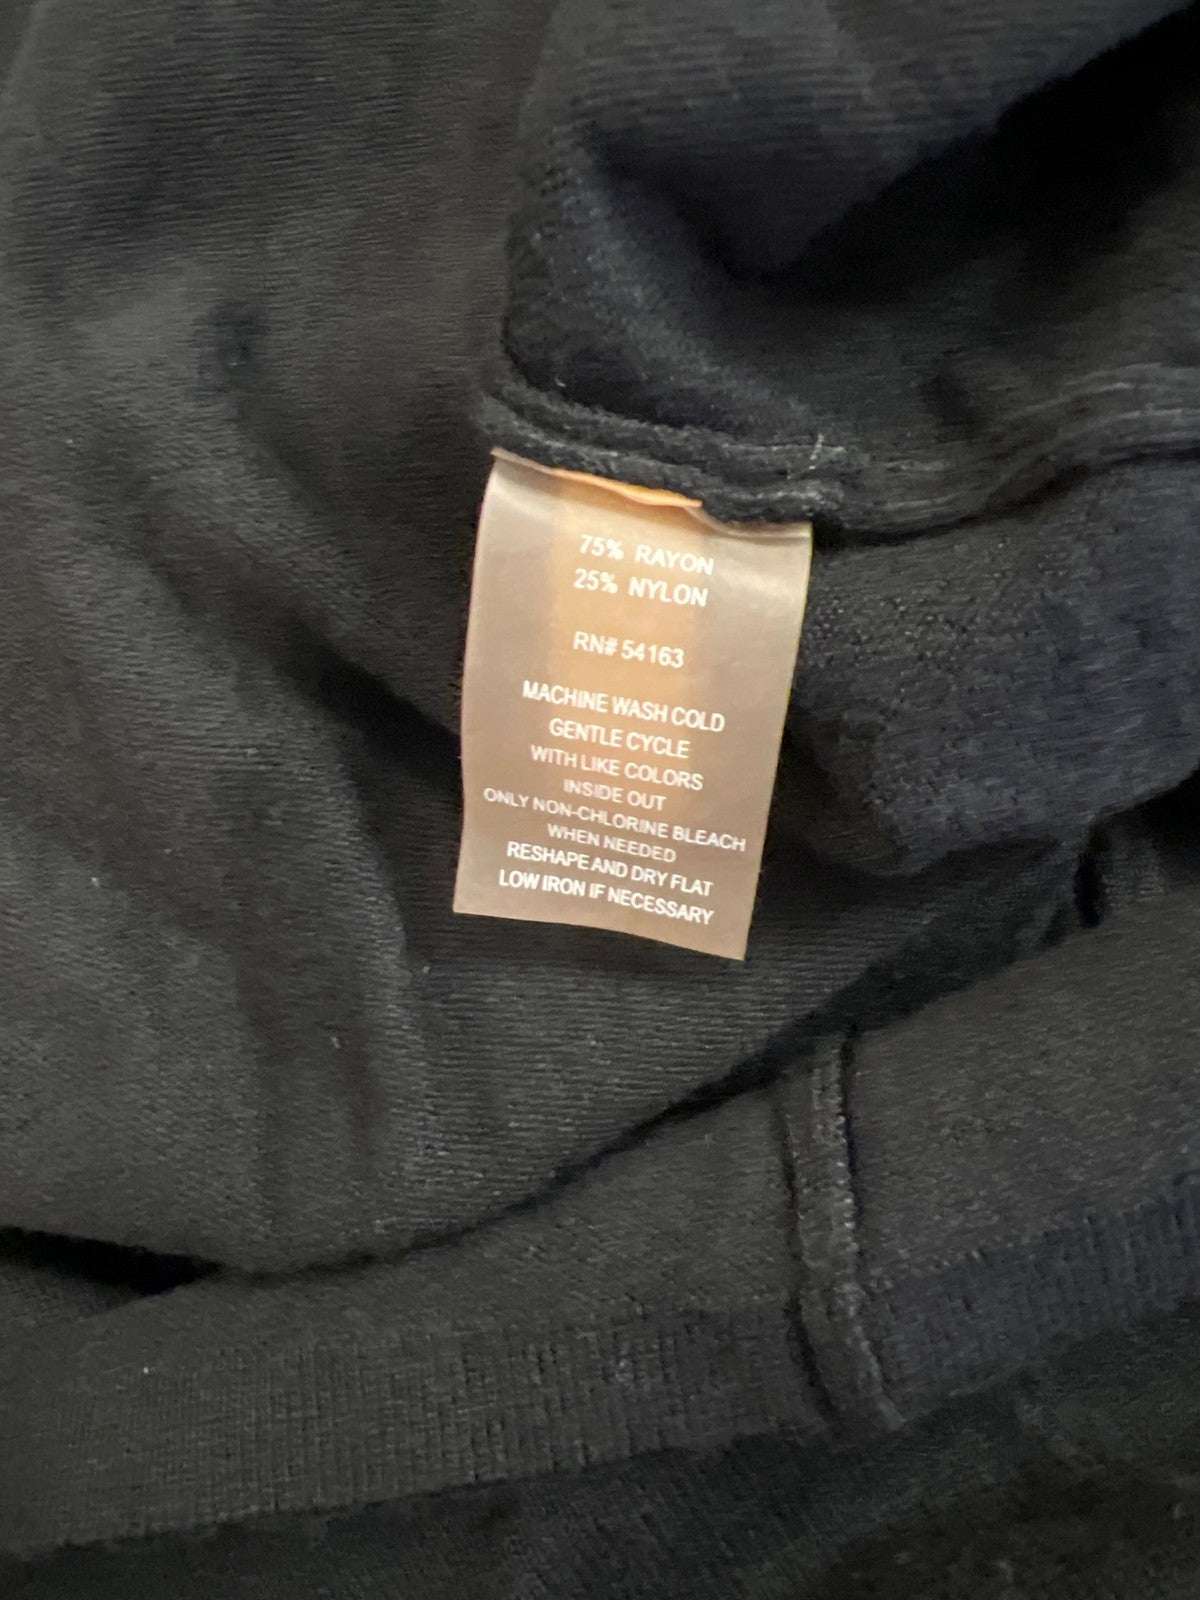 75% RAYON
25% NYLON
RN# 54163
MACHINE WASH COLD
GENTLE CYCLE
WITH LIKE COLORS
INSIDE OUT
ONLY NON-CHLORINE BLEACH
WHEN NEEDED
RESHAPE AND DRY FLAT
LOW IRON IF NECESSARY